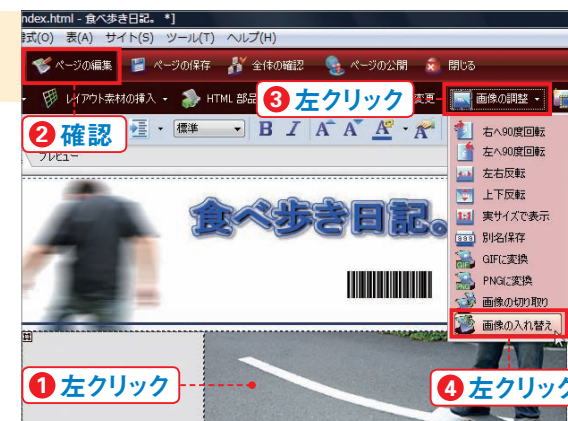 ndex.html - 食べ歩き日記。 *]
式(O) 表(A) サイト(S) ツール(T) ヘルプ(H)
ページの編集 ページの保存 全体の確認 ページの公開 閉じる
レイアウト素材の挿入 HTML 部品 変更 画像の調整
3 左クリック
2 確認
標準 B I A A A A
プレビュー
右へ90度回転
左へ90度回転
左右反転
上下反転
1:1 実サイズで表示
別名保存
GIFに変換
PNGに変換
画像の切り取り
画像の入れ替え
食べ歩き日記。
1 左クリック
4 左クリック